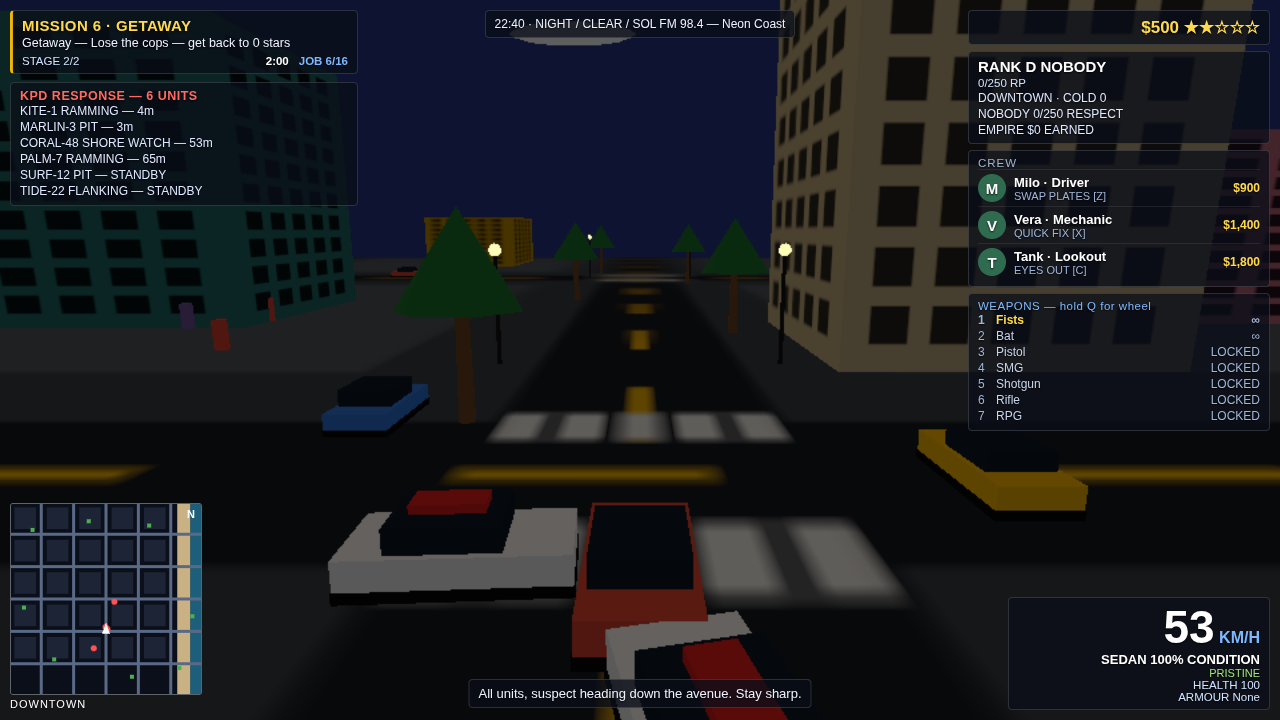 MISSION 6 · GETAWAY
Getaway — Lose the cops — get back to 0 stars
STAGE 2/2 2:00 JOB 6/16
KPD RESPONSE — 6 UNITS
KITE-1 RAMMING — 4m
MARLIN-3 PIT — 3m
CORAL-48 SHORE WATCH — 53m
PALM-7 RAMMING — 65m
SURF-12 PIT — STANDBY
TIDE-22 FLANKING — STANDBY
22:40 · NIGHT / CLEAR / SOL FM 98.4 — Neon Coast
$500 ★★☆☆☆
RANK D NOBODY
0/250 RP
DOWNTOWN · COLD 0
NOBODY 0/250 RESPECT
EMPIRE $0 EARNED
CREW
M Milo · Driver $900
SWAP PLATES [Z]
V Vera · Mechanic $1,400
QUICK FIX [X]
T Tank · Lookout $1,800
EYES OUT [C]
WEAPONS — hold Q for wheel
1 Fists ∞
2 Bat ∞
3 Pistol LOCKED
4 SMG LOCKED
5 Shotgun LOCKED
6 Rifle LOCKED
7 RPG LOCKED
N
DOWNTOWN
All units, suspect heading down the avenue. Stay sharp.
53 KM/H
SEDAN 100% CONDITION
PRISTINE
HEALTH 100
ARMOUR None